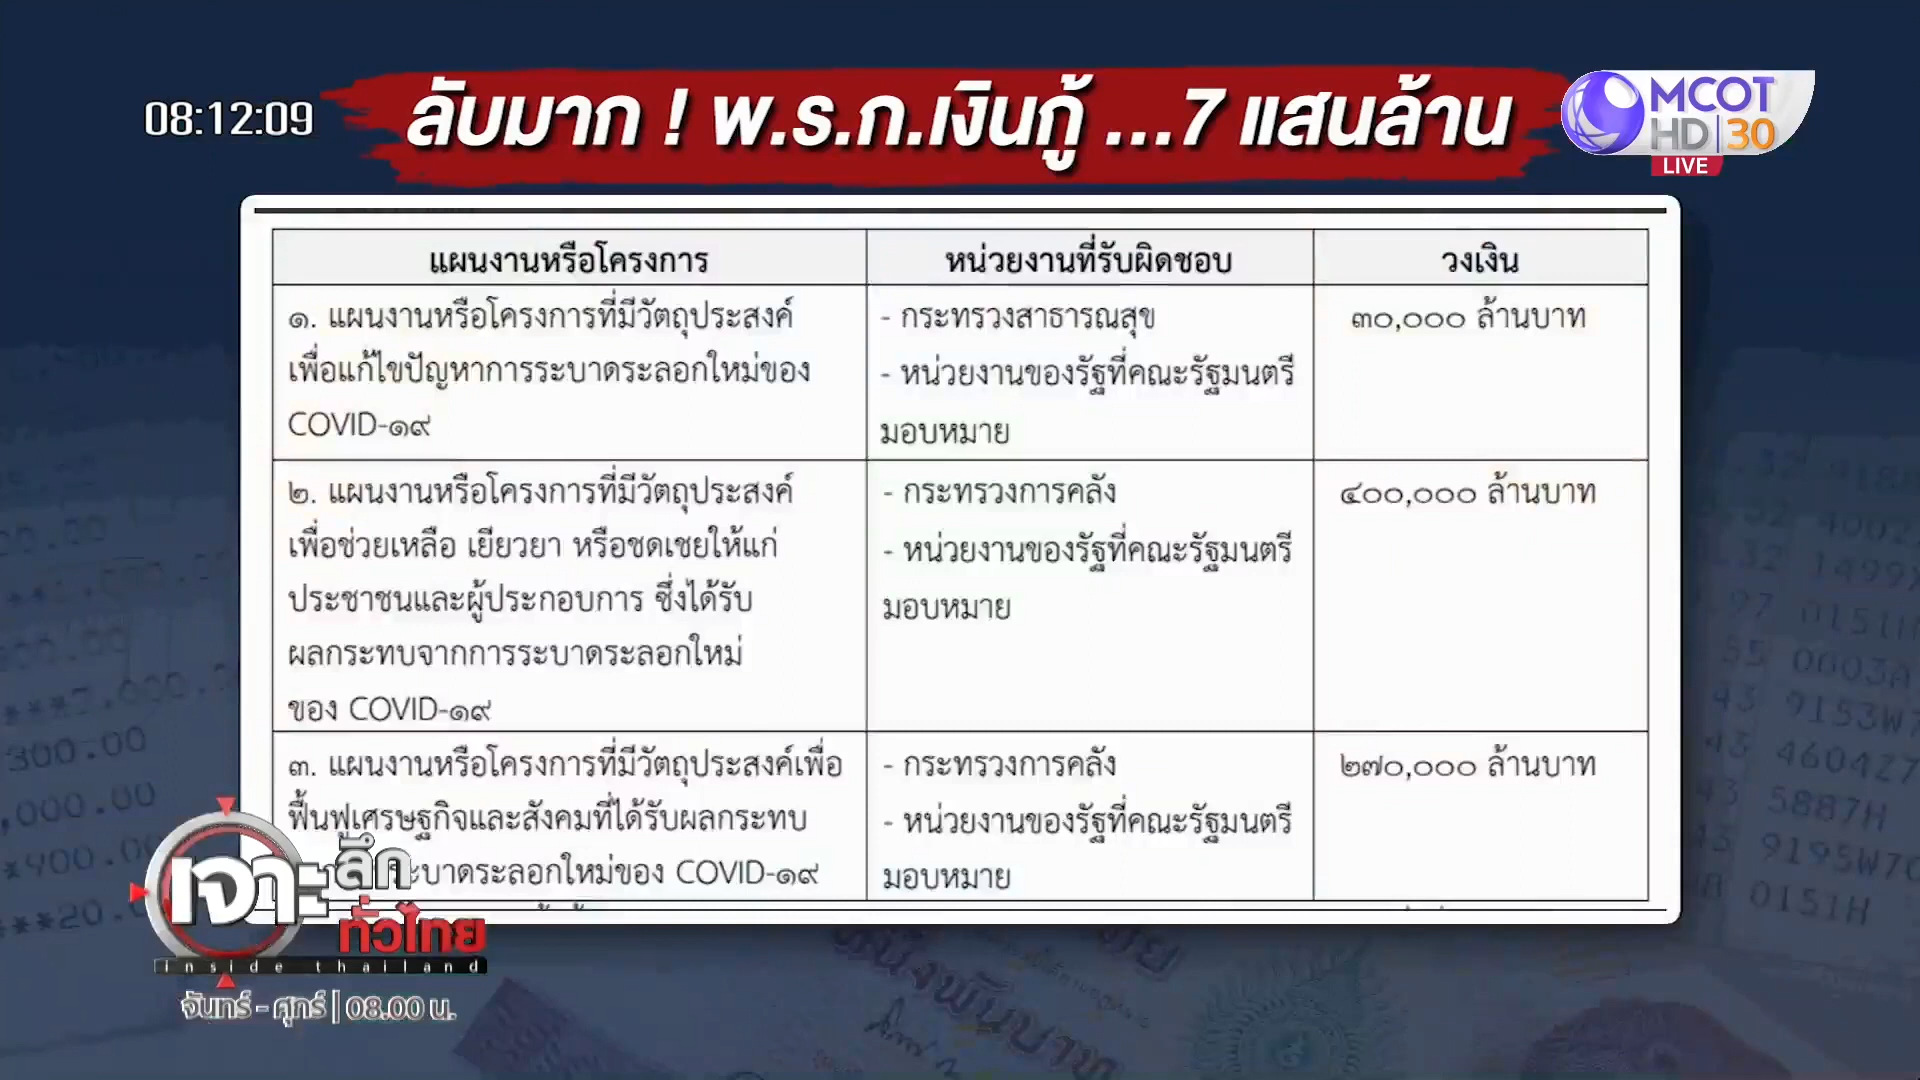 08:12:09
ลับมาก ! พ.ร.ก.เงินกู้ ...7 แสนล้าน
MCOT
HD 30
LIVE
แผนงานหรือโครงการ
หน่วยงานที่รับผิดชอบ
วงเงิน
๑. แผนงานหรือโครงการที่มีวัตถุประสงค์
เพื่อแก้ไขปัญหาการระบาดระลอกใหม่ของ
COVID-๑๙
- กระทรวงสาธารณสุข
- หน่วยงานของรัฐที่คณะรัฐมนตรี
มอบหมาย
๓๐,๐๐๐ ล้านบาท
๒. แผนงานหรือโครงการที่มีวัตถุประสงค์
เพื่อช่วยเหลือ เยียวยา หรือชดเชยให้แก่
ประชาชนและผู้ประกอบการ ซึ่งได้รับ
ผลกระทบจากการระบาดระลอกใหม่
ของ COVID-๑๙
- กระทรวงการคลัง
- หน่วยงานของรัฐที่คณะรัฐมนตรี
มอบหมาย
๔๐๐,๐๐๐ ล้านบาท
๓. แผนงานหรือโครงการที่มีวัตถุประสงค์เพื่อ
ฟื้นฟูเศรษฐกิจและสังคมที่ได้รับผลกระทบ
ระบาดระลอกใหม่ของ COVID-๑๙
- กระทรวงการคลัง
- หน่วยงานของรัฐที่คณะรัฐมนตรี
มอบหมาย
๒๗๐,๐๐๐ ล้านบาท
เจาะลึก
ทั่วไทย
inside thailand
จันทร์ - ศุกร์ | 08.00 น.
300.00
4002
1499X
0151H
0003A
9153W7
4604Z7
5887H
9195W7C
0151H
หนึ่งพันบาท